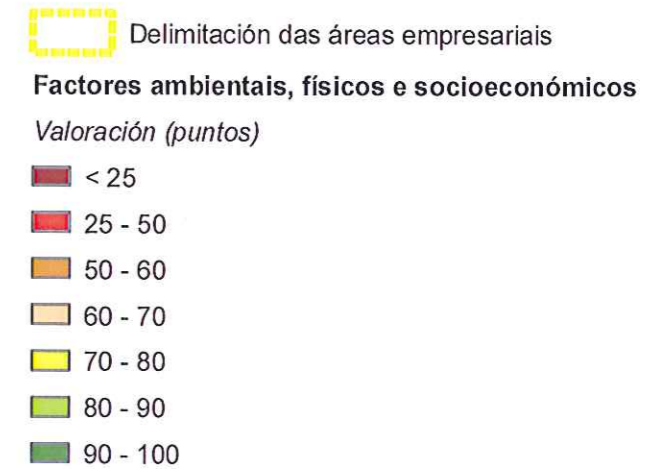 Delimitación das áreas empresariais
Factores ambientais, físicos e socioeconómicos
Valoración (puntos)
< 25
25 - 50
50 - 60
60 - 70
70 - 80
80 - 90
90 - 100